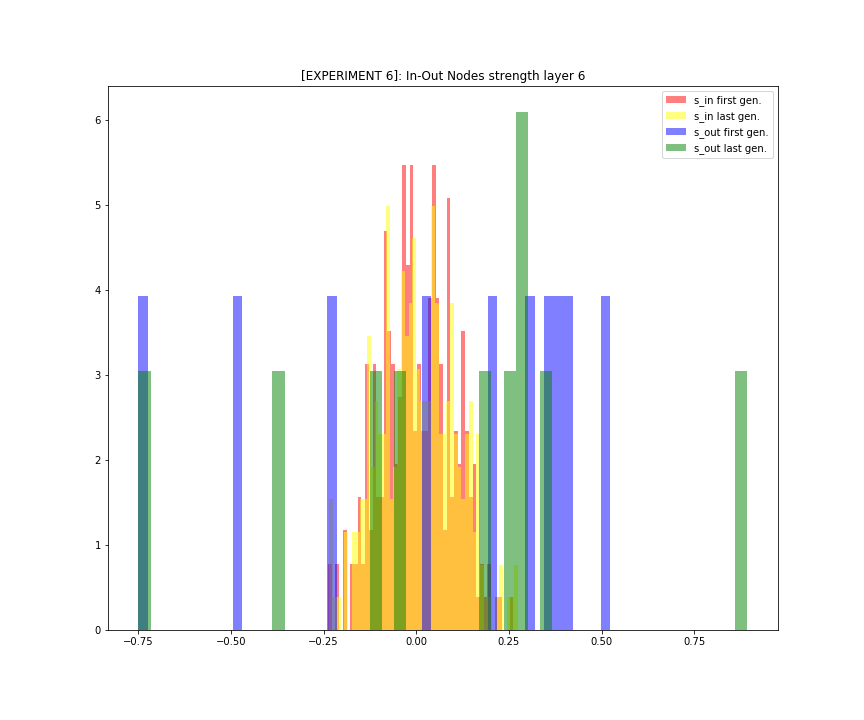 [EXPERIMENT 6]: In-Out Nodes strength layer 6
s_in first gen.
s_in last gen.
s_out first gen.
s_out last gen.
6
5
4
3
2
1
0
−0.75 −0.50 −0.25 0.00 0.25 0.50 0.75